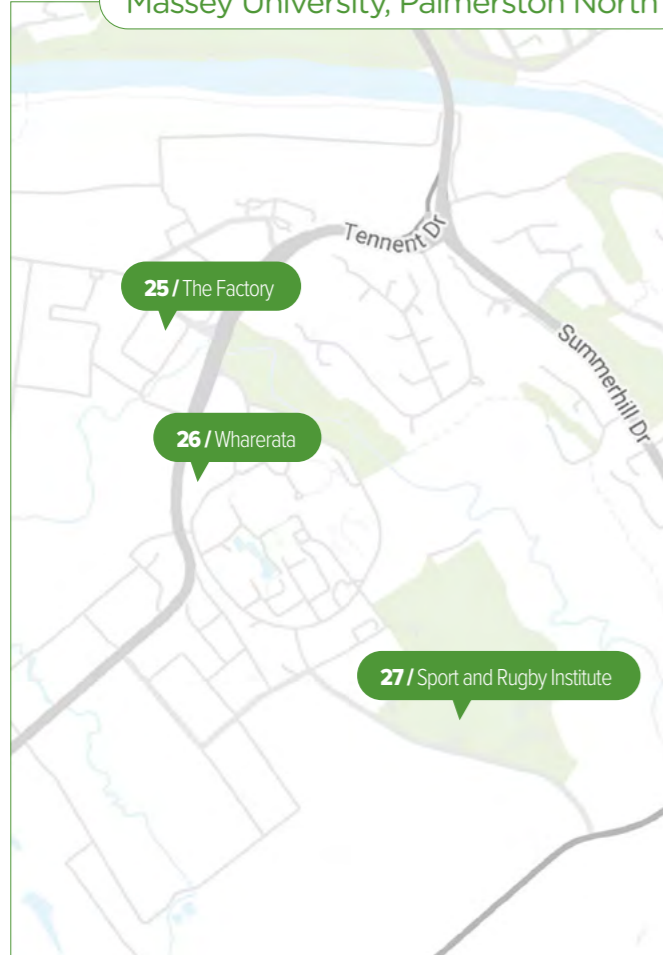 Massey University, Palmerston North
Tennent Dr
25 / The Factory
Summerhill Dr
26 / Wharerata
27 / Sport and Rugby Institute